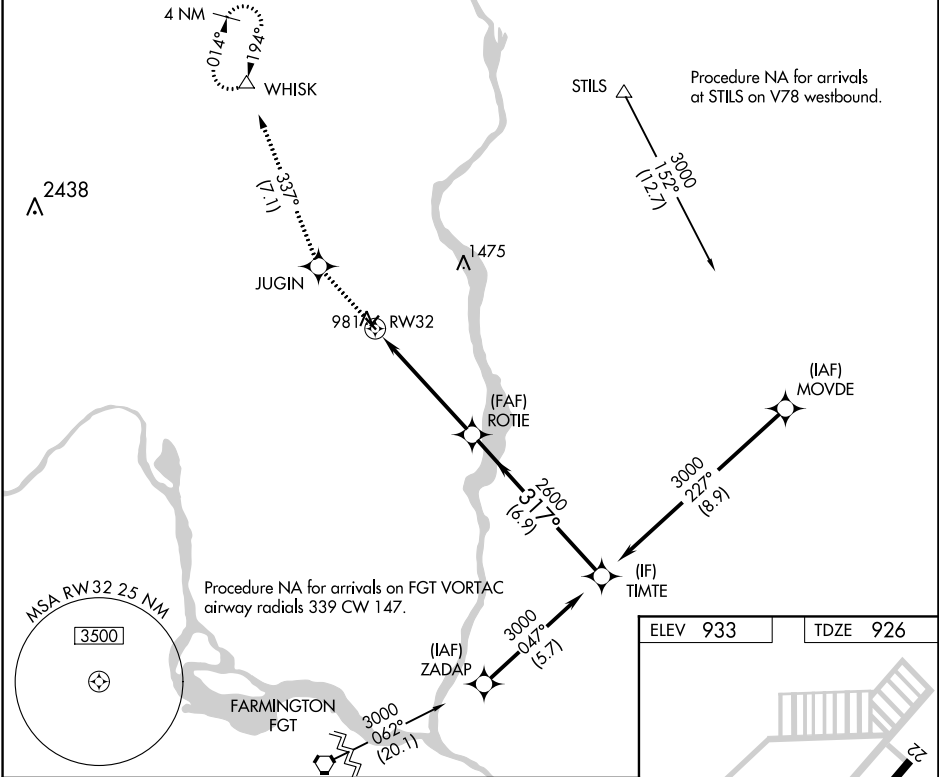 4 NM
014°
194°
WHISK
STILS
Procedure NA for arrivals
at STILS on V78 westbound.
3000
152°
(12.7)
337°
(7.1)
2438
1475
JUGIN
981
RW32
(IAF)
MOVDE
(FAF)
ROTIE
3000
227°
(8.9)
2600
317°
(6.9)
(IF)
TIMTE
MSA RW32 25 NM
3500
Procedure NA for arrivals on FGT VORTAC
airway radials 339 CW 147.
3000
047°
(5.7)
(IAF)
ZADAP
FARMINGTON
FGT
3000
062°
(20.1)
ELEV 933
TDZE 926
22